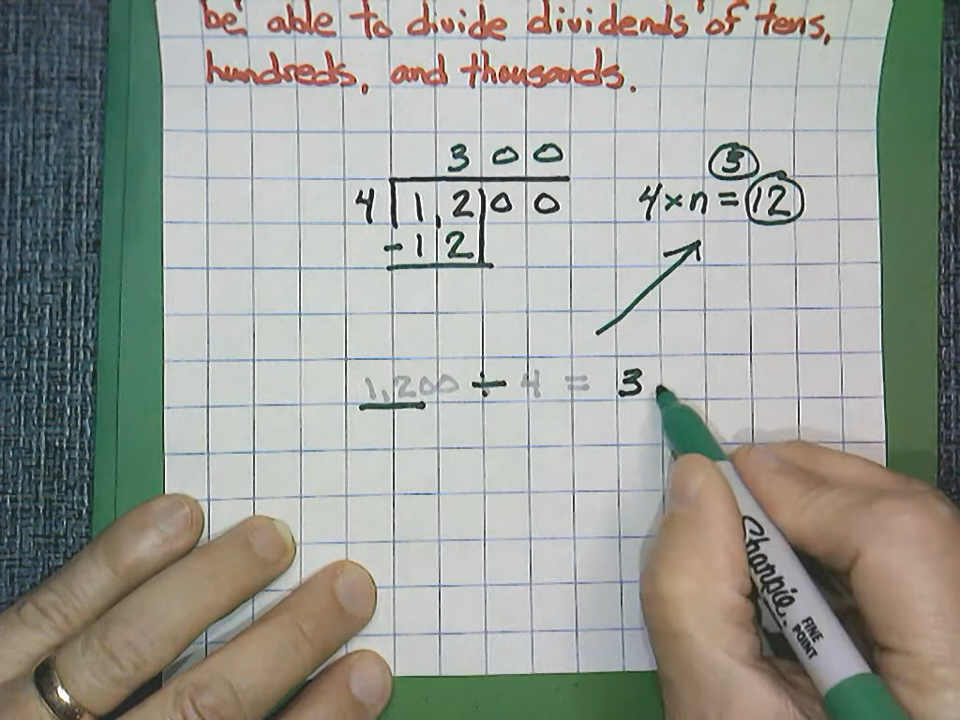 be able to divide dividends of tens,
hundreds, and thousands.
3 0 0
4 1,2 0 0
-1 2
3
4 × n = 12
1,200 ÷ 4 = 3
Sharpie.
FINE
POINT